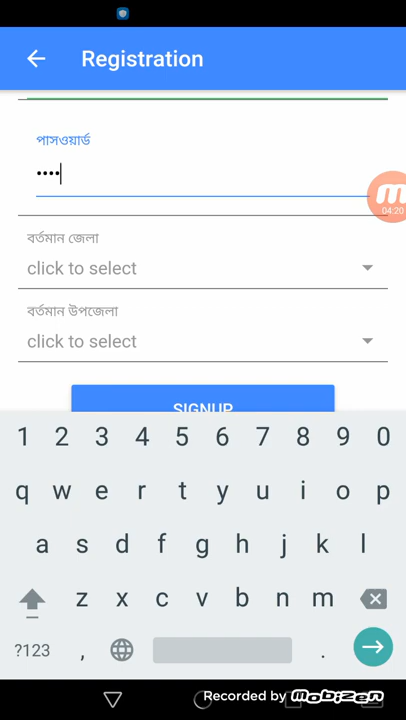 Registration
পাসওয়ার্ড
••••
04:20
বর্তমান জেলা
click to select
বর্তমান উপজেলা
click to select
SIGNUP
1 2 3 4 5 6 7 8 9 0
q w e r t y u i o p
a s d f g h j k l
z x c v b n m
?123 , .
Recorded by Mobizen